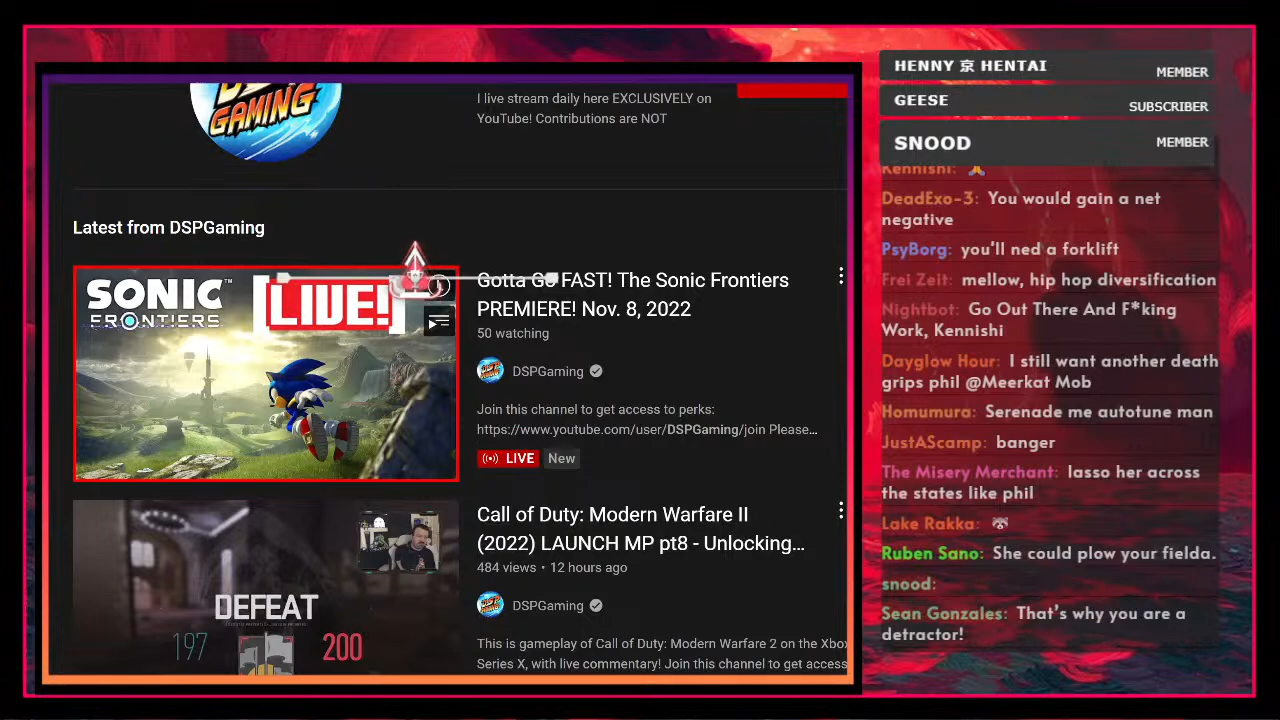 GAMING
I live stream daily here EXCLUSIVELY on
YouTube! Contributions are NOT
Latest from DSPGaming
SONIC™
FRONTIERS
LIVE!
Gotta Go FAST! The Sonic Frontiers
PREMIERE! Nov. 8, 2022
50 watching
DSPGaming
Join this channel to get access to perks:
https://www.youtube.com/user/DSPGaming/join Please...
LIVE New
DEFEAT
197 200
Call of Duty: Modern Warfare II
(2022) LAUNCH MP pt8 - Unlocking...
484 views • 12 hours ago
DSPGaming
This is gameplay of Call of Duty: Modern Warfare 2 on the Xbox
Series X, with live commentary! Join this channel to get access
HENNY 京 HENTAI MEMBER
GEESE SUBSCRIBER
SNOOD MEMBER
Kennishi: 🙏
DeadExo-3: You would gain a net
negative
PsyBorg: you'll ned a forklift
Frei Zeit: mellow, hip hop diversification
Nightbot: Go Out There And F*king
Work, Kennishi
Dayglow Hour: I still want another death
grips phil @Meerkat Mob
Homumura: Serenade me autotune man
JustAScamp: banger
The Misery Merchant: lasso her across
the states like phil
Lake Rakka: 🦝
Ruben Sano: She could plow your fielda.
snood:
Sean Gonzales: That's why you are a
detractor!